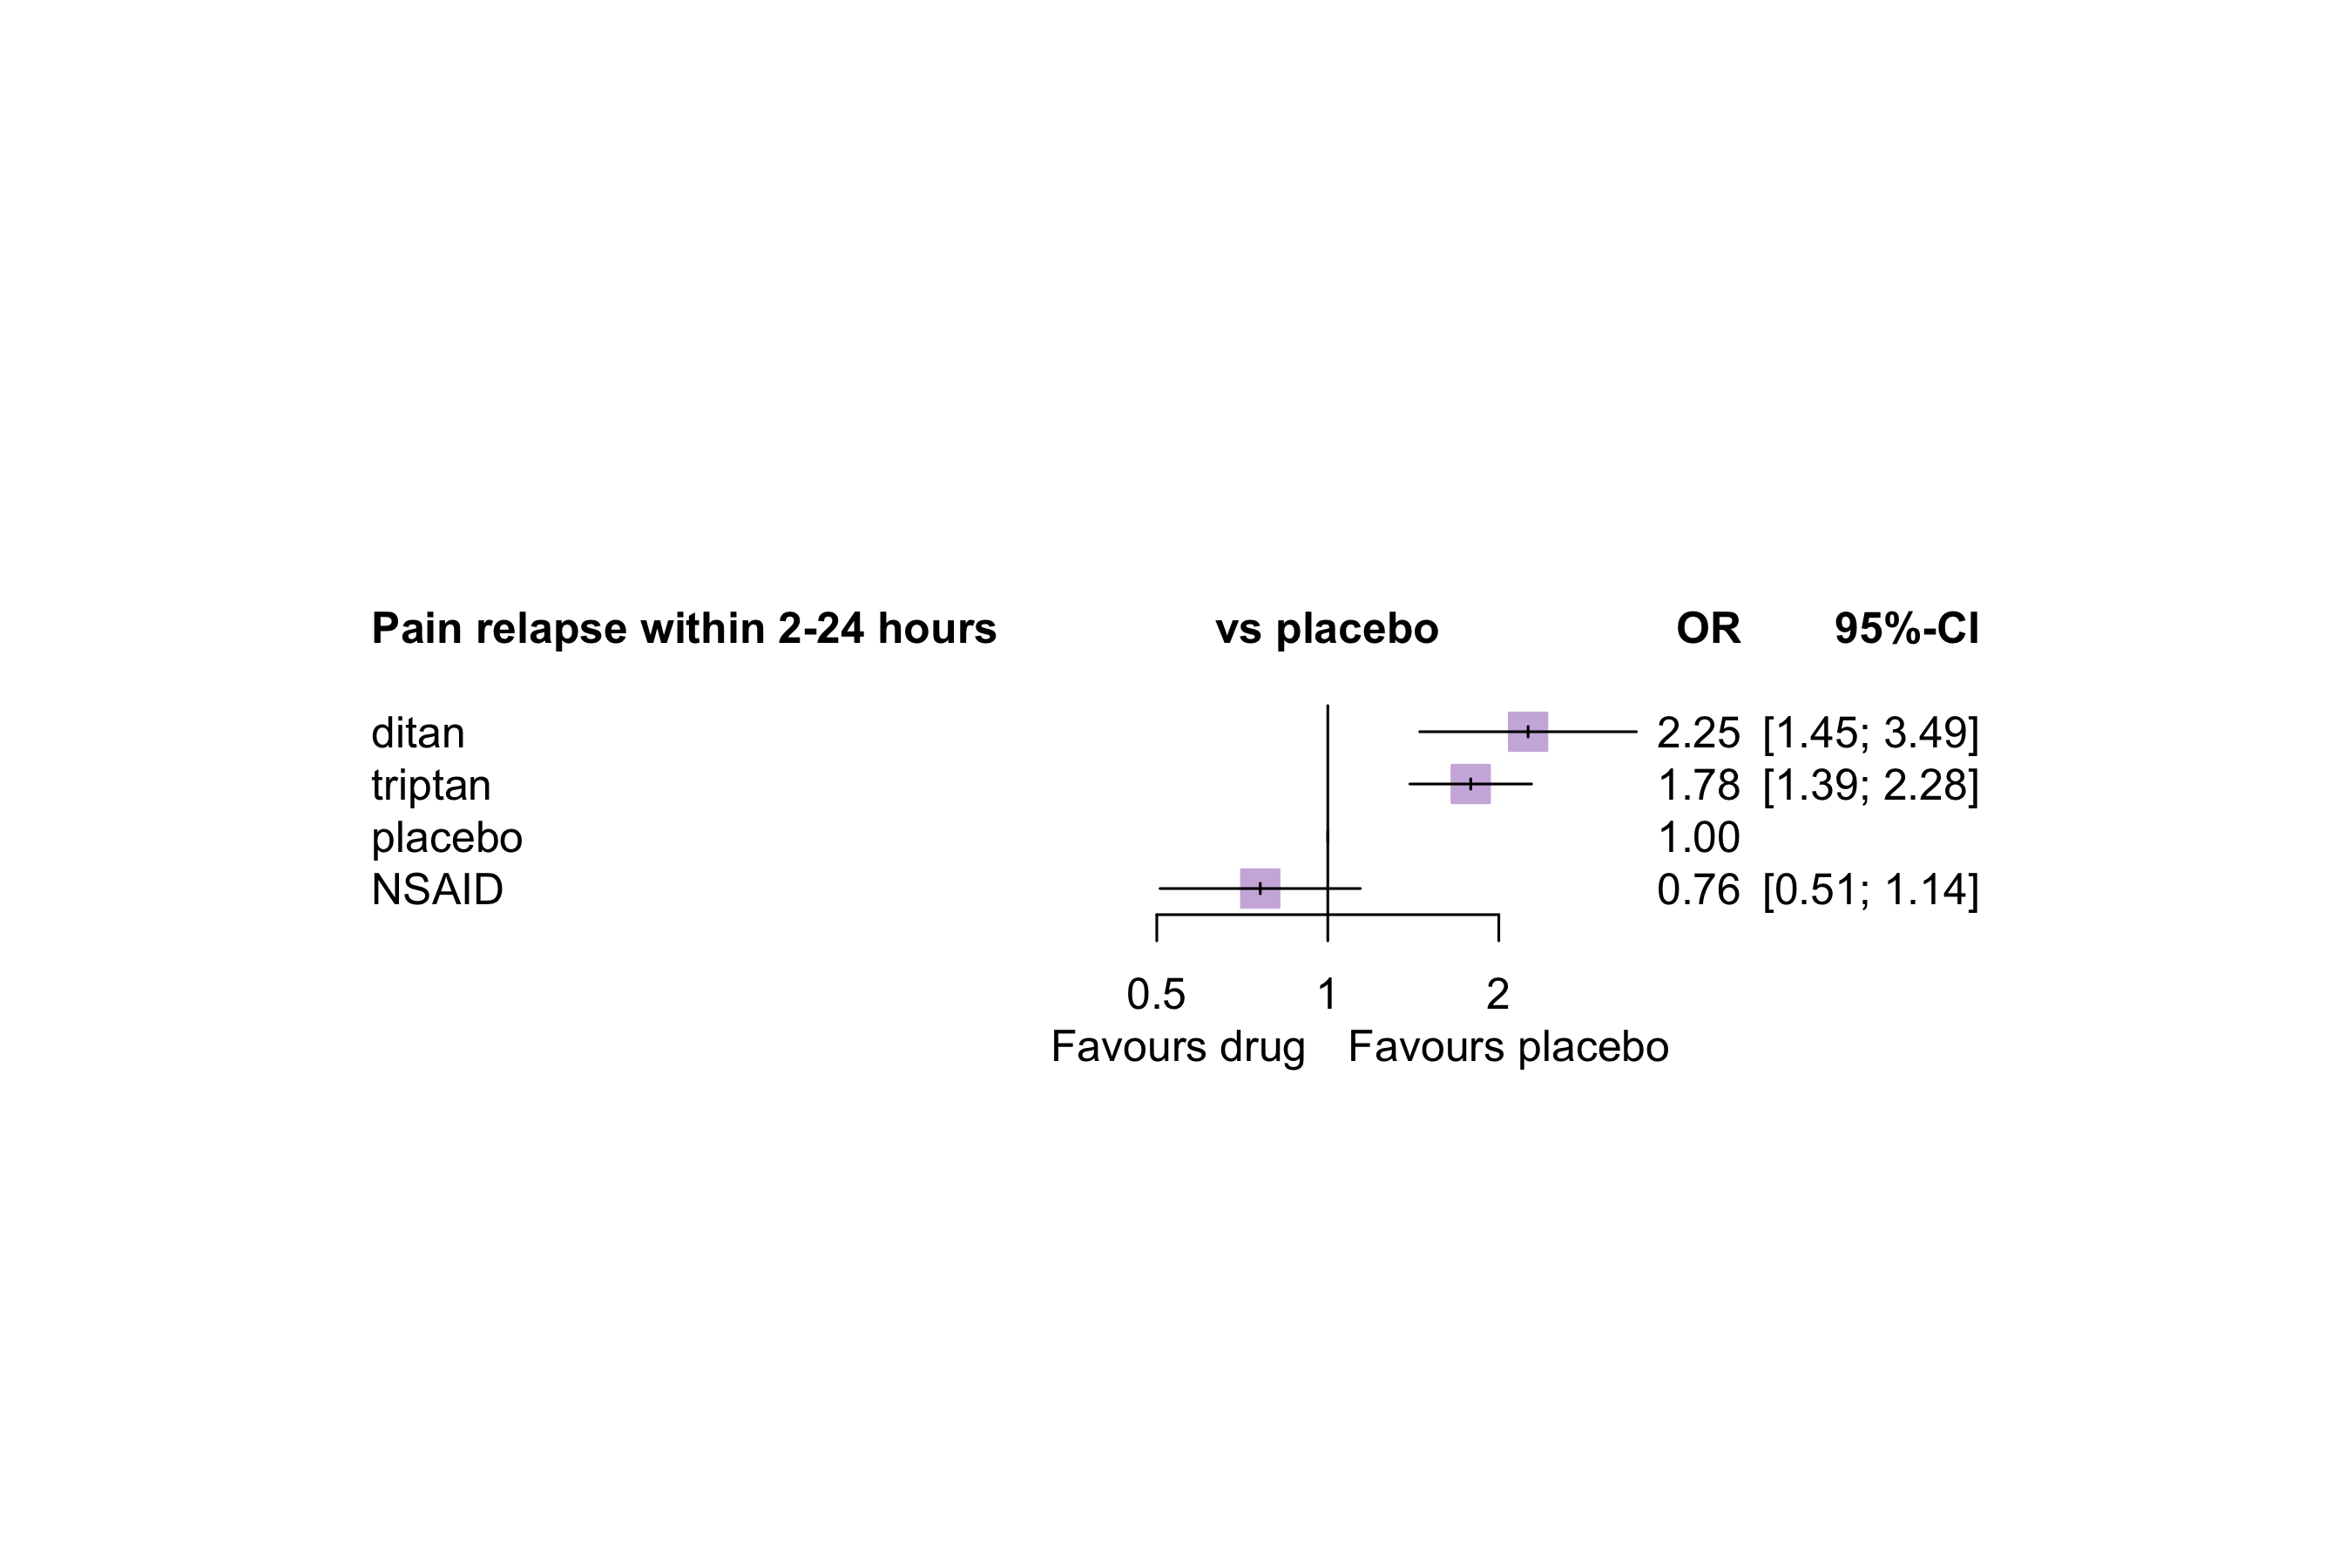 Pain relapse within 2-24 hours vs placebo OR 95%-CI
ditan 2.25 [1.45; 3.49]
triptan 1.78 [1.39; 2.28]
placebo 1.00
NSAID 0.76 [0.51; 1.14]
0.5 1 2
Favours drug Favours placebo